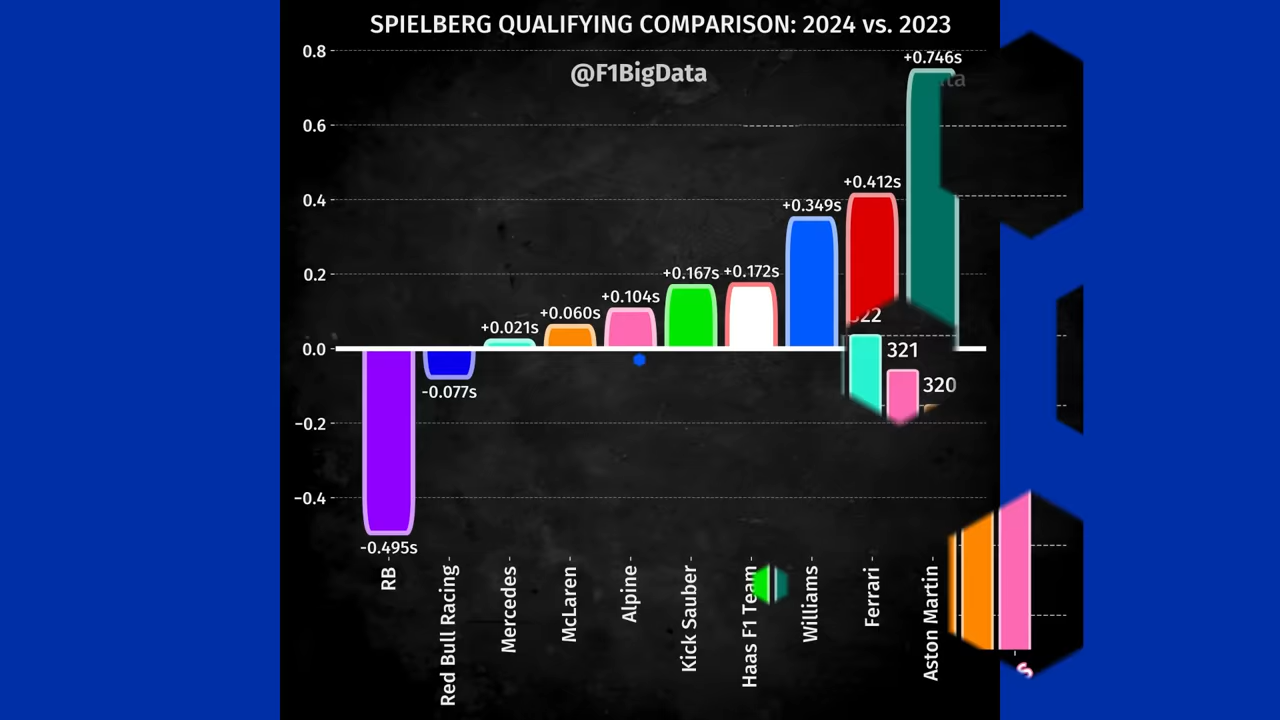 SPIELBERG QUALIFYING COMPARISON: 2024 vs. 2023
@F1BigData
0.8
0.6
0.4
0.2
0.0
−0.2
−0.4
-0.495s
-0.077s
+0.021s
+0.060s
+0.104s
+0.167s
+0.172s
+0.349s
+0.412s
+0.746s
321
320
RB
Red Bull Racing
Mercedes
McLaren
Alpine
Kick Sauber
Haas F1 Team
Williams
Ferrari
Aston Martin